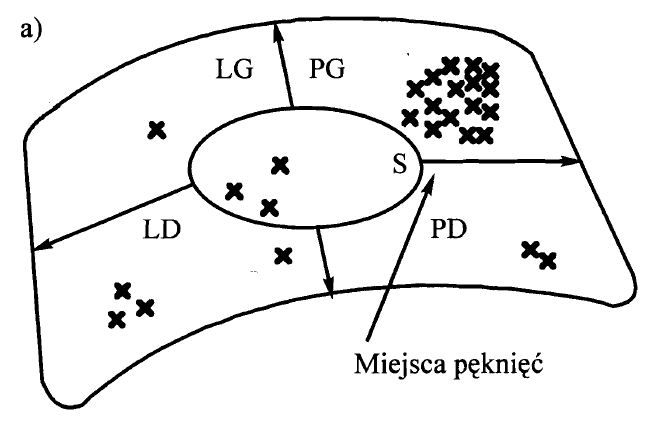 a)
LG PG
S
LD PD
Miejsca pęknięć